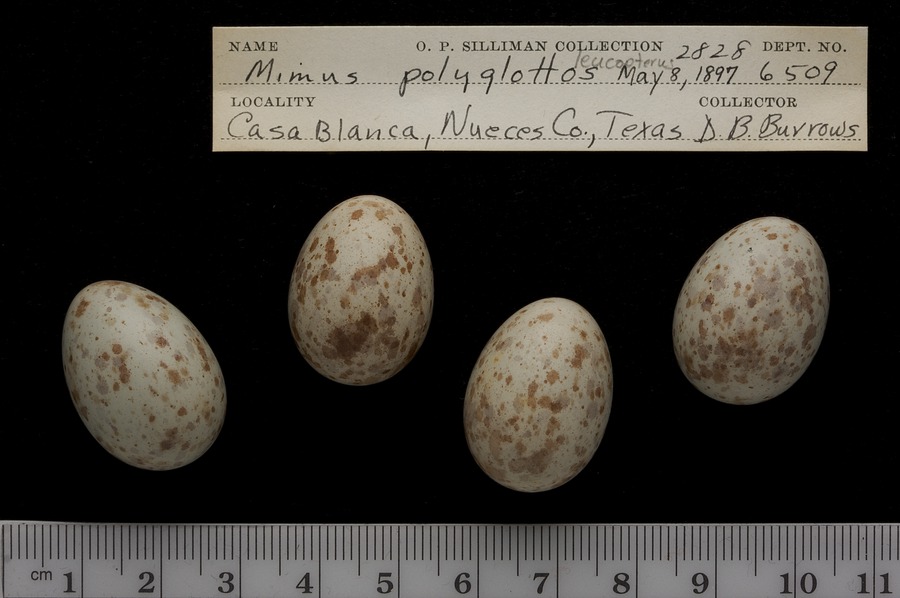 NAME O. P. SILLIMAN COLLECTION 2828 DEPT. NO.
Mimus polyglottos leucopterus May 8, 1897 6509
LOCALITY COLLECTOR
Casa Blanca, Nueces Co., Texas D. B. Burrows
cm 1 2 3 4 5 6 7 8 9 10 11